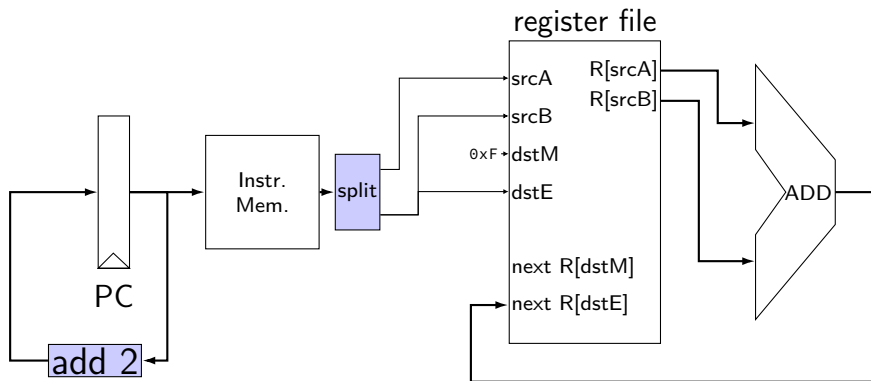 register file
srcA
srcB
0xF dstM
dstE
next R[dstM]
next R[dstE]
R[srcA]
R[srcB]
PC
add 2
Instr.
Mem.
split
ADD